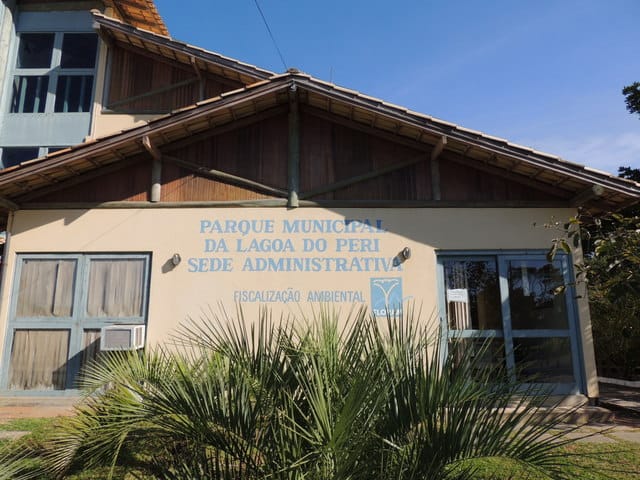 PARQUE MUNICIPAL
DA LAGOA DO PERI
SEDE ADMINISTRATIVA
FISCALIZAÇÃO AMBIENTAL